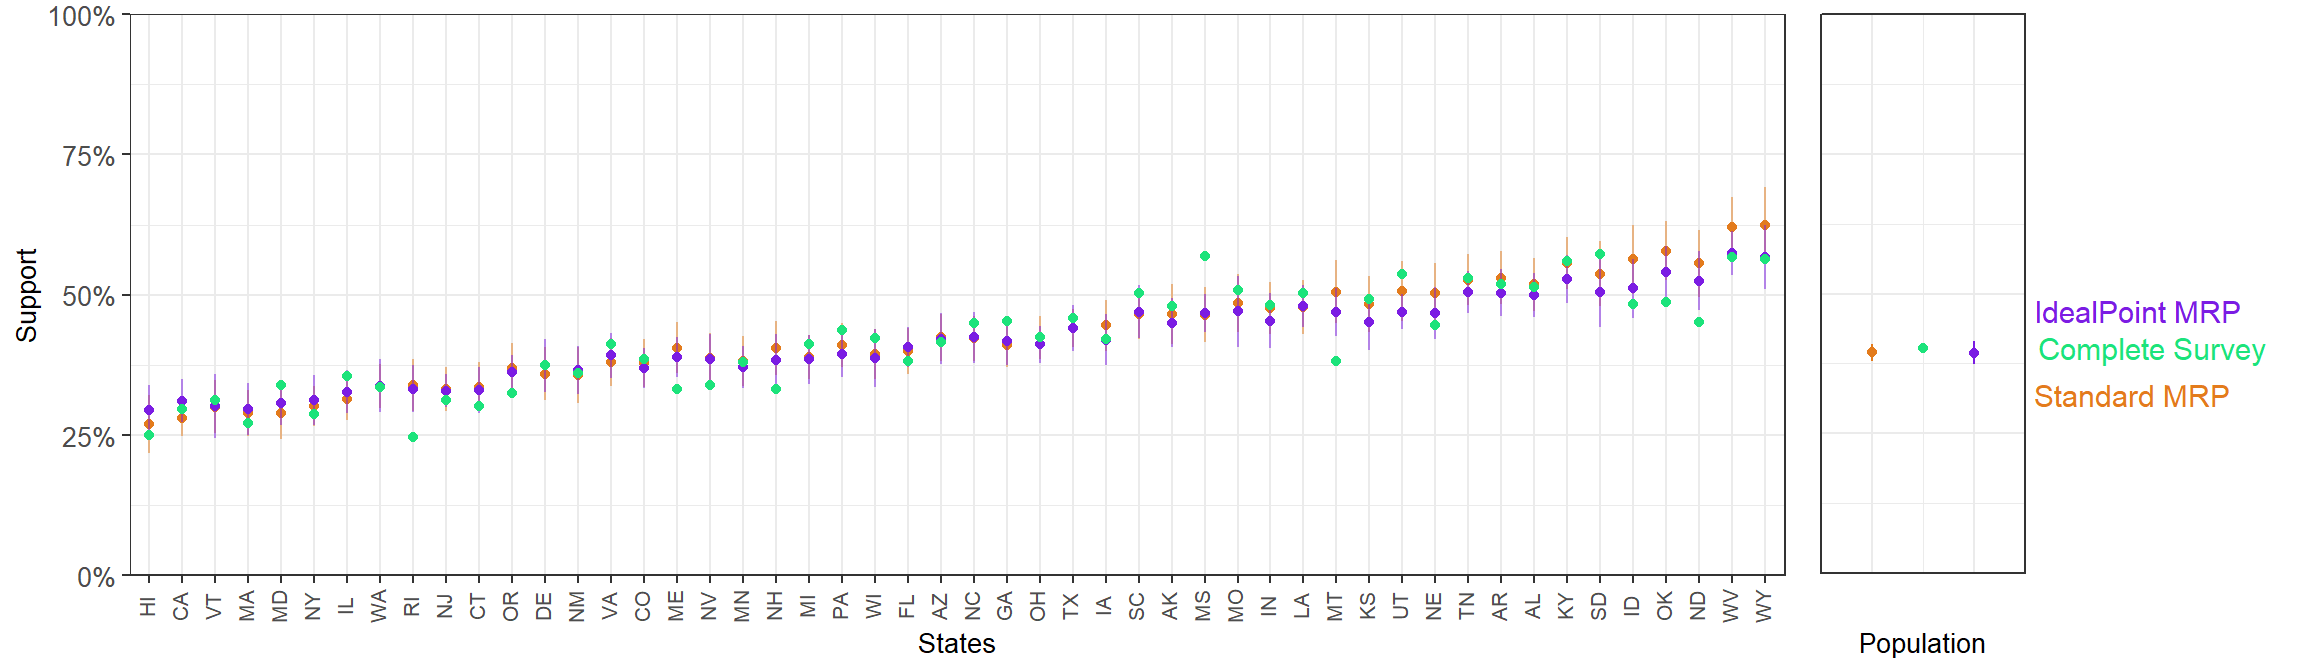 100%
75%
50%
25%
0%
Support
HI CA VT MA MD NY IL WA RI NJ CT OR DE NM VA CO ME NV MN NH MI PA WI FL AZ NC GA OH TX IA SC AK MS MO IN LA MT KS UT NE TN AR AL KY SD ID OK ND WV WY
States
Population
IdealPoint MRP
Complete Survey
Standard MRP